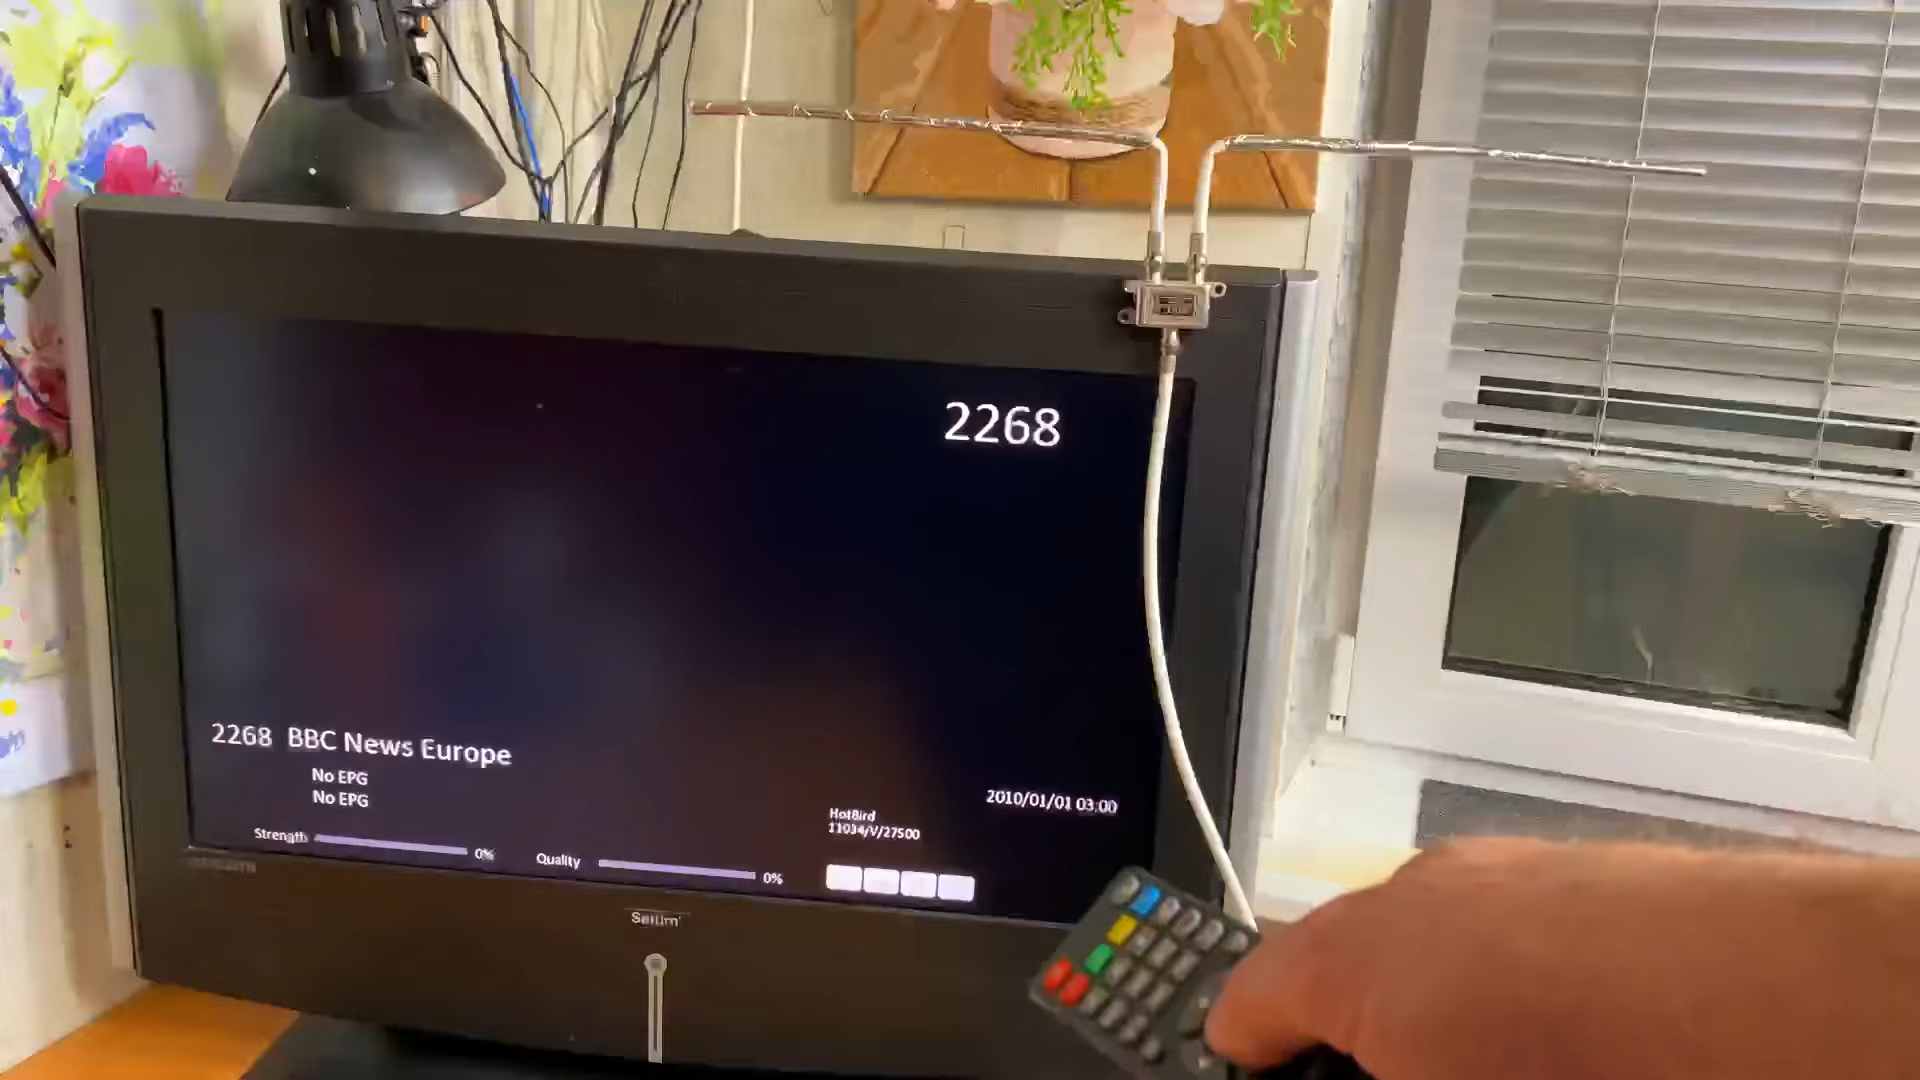 2268
2268 BBC News Europe
No EPG
No EPG
2010/01/01 03:00
HotBird
11034/V/27500
Strength 0% Quality 0%